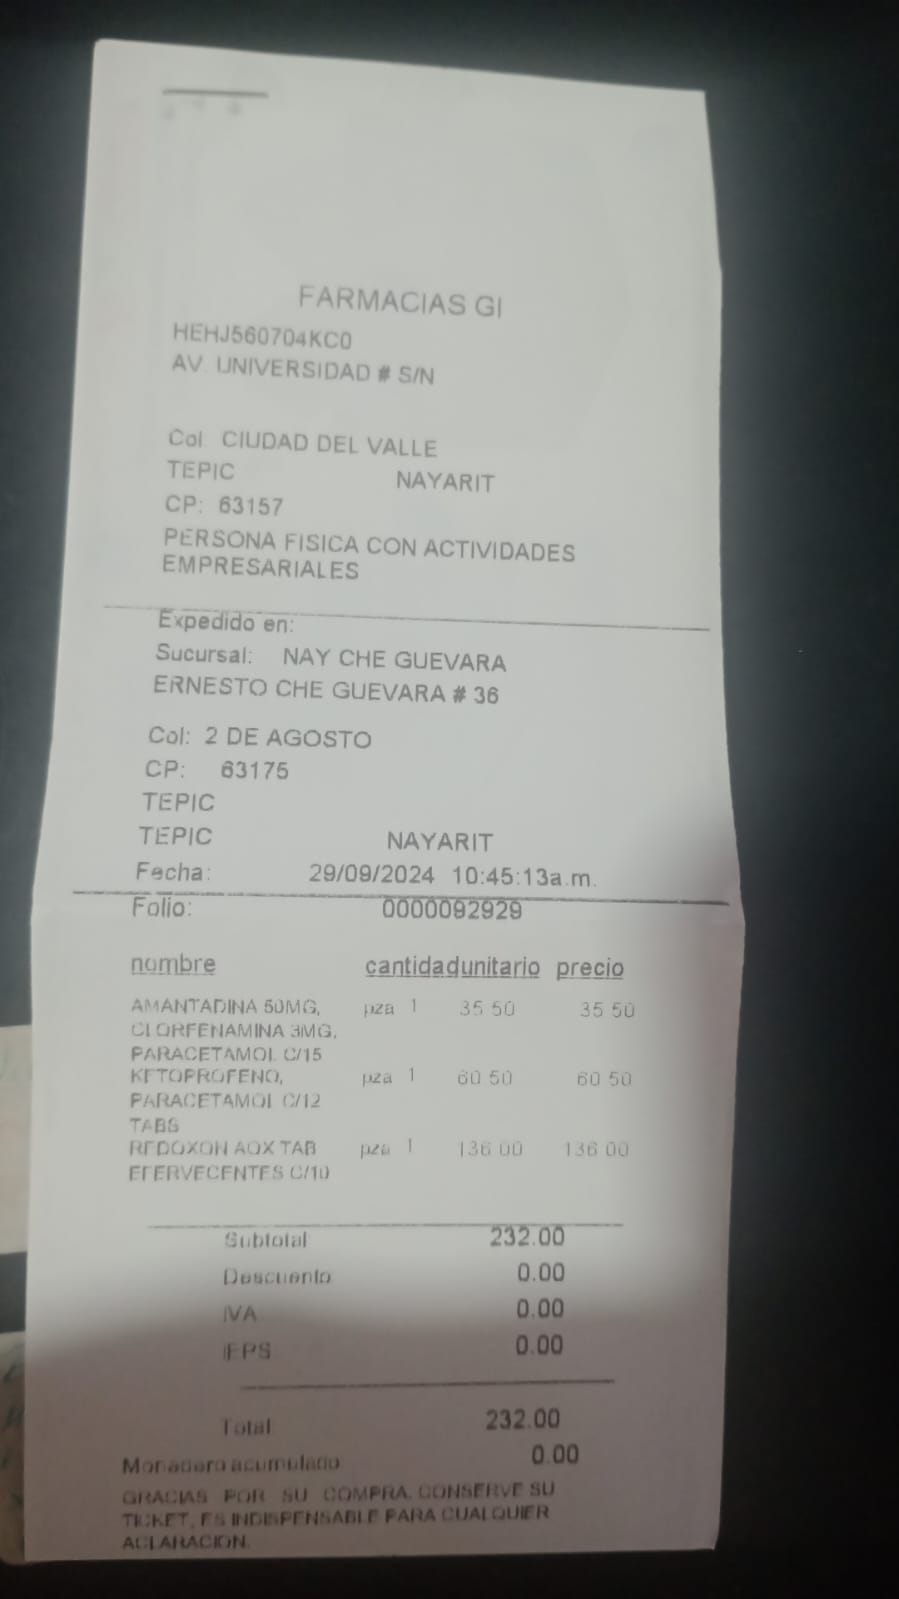 FARMACIAS GI
HEHJ560704KC0
AV. UNIVERSIDAD # S/N
Col. CIUDAD DEL VALLE
TEPIC NAYARIT
CP: 63157
PERSONA FISICA CON ACTIVIDADES
EMPRESARIALES
Expedido en:
Sucursal: NAY CHE GUEVARA
ERNESTO CHE GUEVARA # 36
Col: 2 DE AGOSTO
CP: 63175
TEPIC
TEPIC NAYARIT
Fecha: 29/09/2024 10:45:13a.m.
Folio: 0000092929
nombre cantidad unitario precio
AMANTADINA 50MG, pza 1 35.50 35.50
CLORFENAMINA 3MG,
PARACETAMOL C/15
KETOPROFENO, pza 1 60.50 60.50
PARACETAMOL C/12
TABS
REDOXON AOX TAB pza 1 136.00 136.00
EFERVECENTES C/10
Subtotal 232.00
Descuento 0.00
IVA 0.00
IEPS 0.00
Total 232.00
Monedero acumulado 0.00
GRACIAS POR SU COMPRA. CONSERVE SU
TICKET, ES INDISPENSABLE PARA CUALQUIER
ACLARACION.